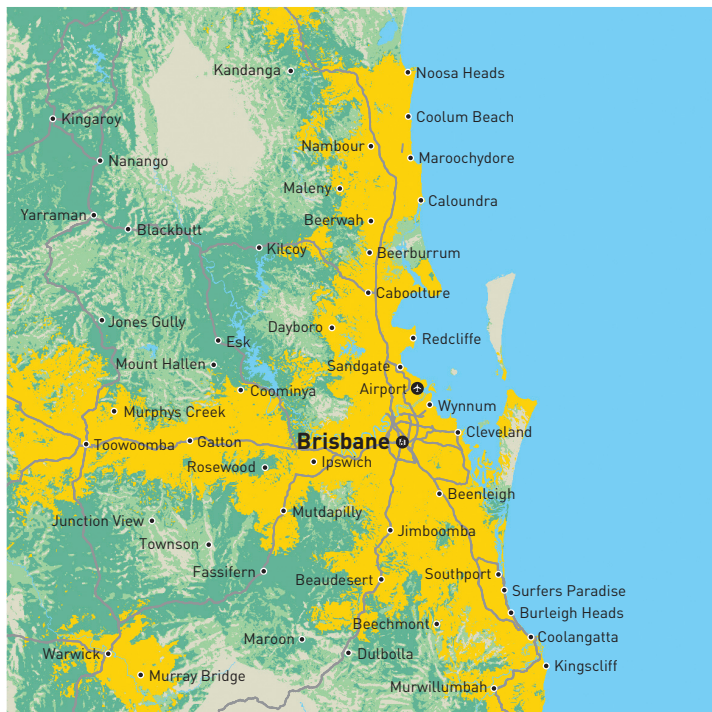 Kandanga
Noosa Heads
Kingaroy
Coolum Beach
Nambour
Nanango
Maroochydore
Maleny
Caloundra
Yarraman
Beerwah
Blackbutt
Kilcoy
Beerburrum
Caboolture
Jones Gully
Dayboro
Esk
Redcliffe
Mount Hallen
Sandgate
Coominya
Airport
Murphys Creek
Wynnum
Toowoomba
Gatton
Brisbane
Cleveland
Rosewood
Ipswich
Beenleigh
Mutdapilly
Junction View
Jimboomba
Townson
Fassifern
Beaudesert
Southport
Surfers Paradise
Burleigh Heads
Beechmont
Maroon
Coolangatta
Warwick
Dulbolla
Kingscliff
Murray Bridge
Murwillumbah